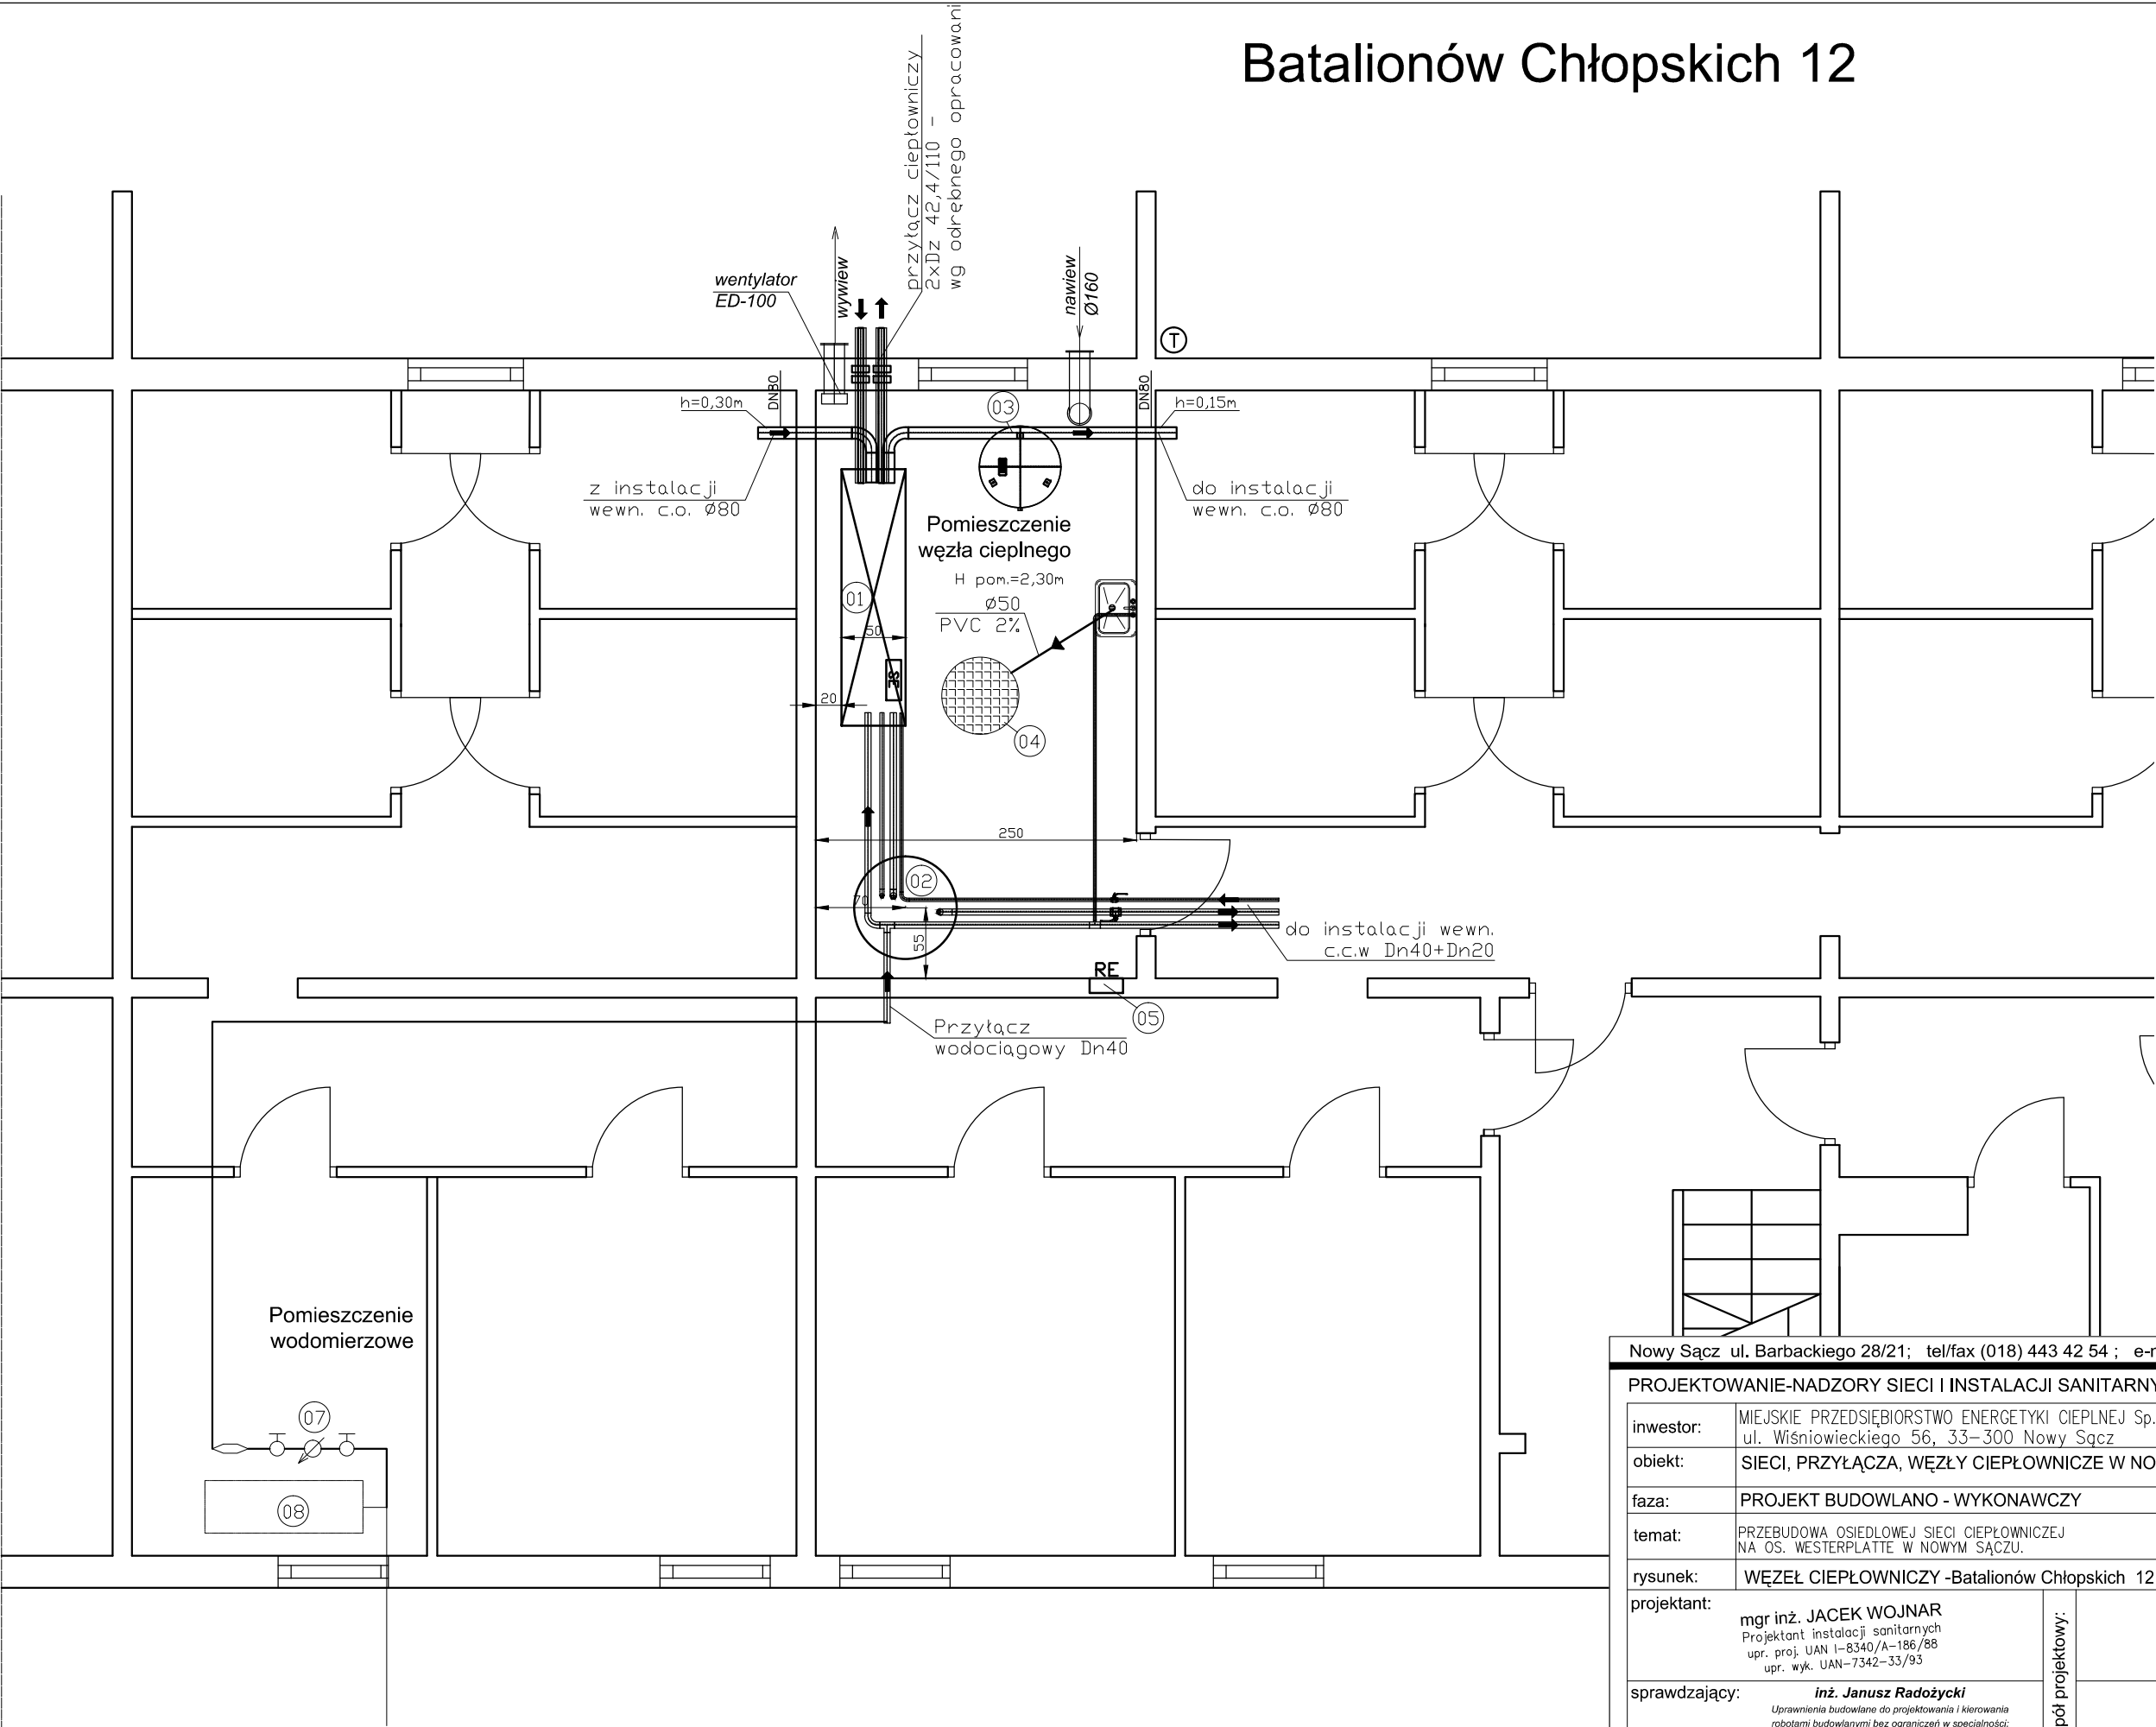 Batalionów Chłopskich 12
przyłącz ciepłowniczy
2xDz 42,4/110 -
wg odrębnego opracowani
wentylator
ED-100
wywiew
nawiew
Ø160
T
DN80
h=0,30m
03
DN80
h=0,15m
z instalacji
wewn. c.o. Ø80
do instalacji
wewn. c.o. Ø80
Pomieszczenie
węzła cieplnego
H pom.=2,30m
Ø50
PVC 2%
01
50
20
04
250
02
70
55
do instalacji wewn.
c.c.w Dn40+Dn20
RE
05
Przyłącz
wodociągowy Dn40
Pomieszczenie
wodomierzowe
07
08
Nowy Sącz ul. Barbackiego 28/21; tel/fax (018) 443 42 54 ; e-
PROJEKTOWANIE-NADZORY SIECI I INSTALACJI SANITARNY
inwestor:
MIEJSKIE PRZEDSIĘBIORSTWO ENERGETYKI CIEPLNEJ Sp.
ul. Wiśniowieckiego 56, 33-300 Nowy Sącz
obiekt:
SIECI, PRZYŁĄCZA, WĘZŁY CIEPŁOWNICZE W NO
faza:
PROJEKT BUDOWLANO - WYKONAWCZY
temat:
PRZEBUDOWA OSIEDLOWEJ SIECI CIEPŁOWNICZEJ
NA OS. WESTERPLATTE W NOWYM SĄCZU.
rysunek:
WĘZEŁ CIEPŁOWNICZY -Batalionów Chłopskich 12
projektant:
mgr inż. JACEK WOJNAR
Projektant instalacji sanitarnych
upr. proj. UAN I-8340/A-186/88
upr. wyk. UAN-7342-33/93
pół projektowy:
sprawdzający:
inż. Janusz Radożycki
Uprawnienia budowlane do projektowania i kierowania
robotami budowlanymi bez ograniczeń w specjalności: